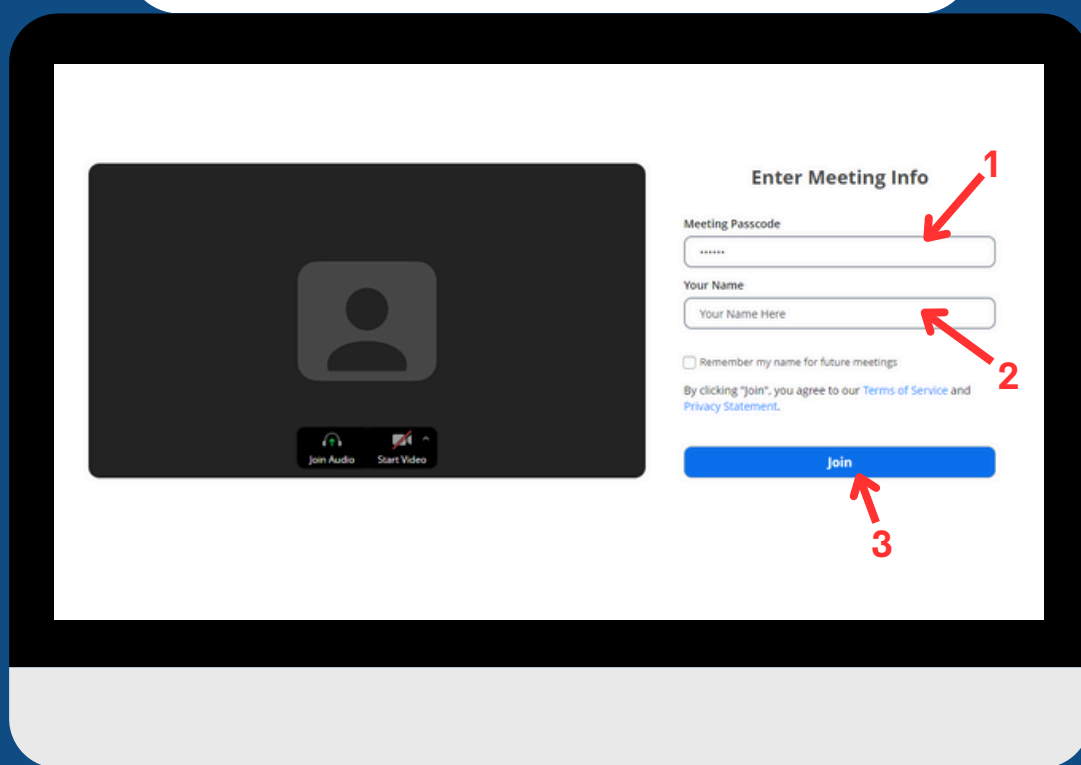 Enter Meeting Info
1
Meeting Passcode
······
Your Name
Your Name Here
2
Remember my name for future meetings
By clicking "Join", you agree to our Terms of Service and
Privacy Statement.
Join Audio
Start Video
Join
3